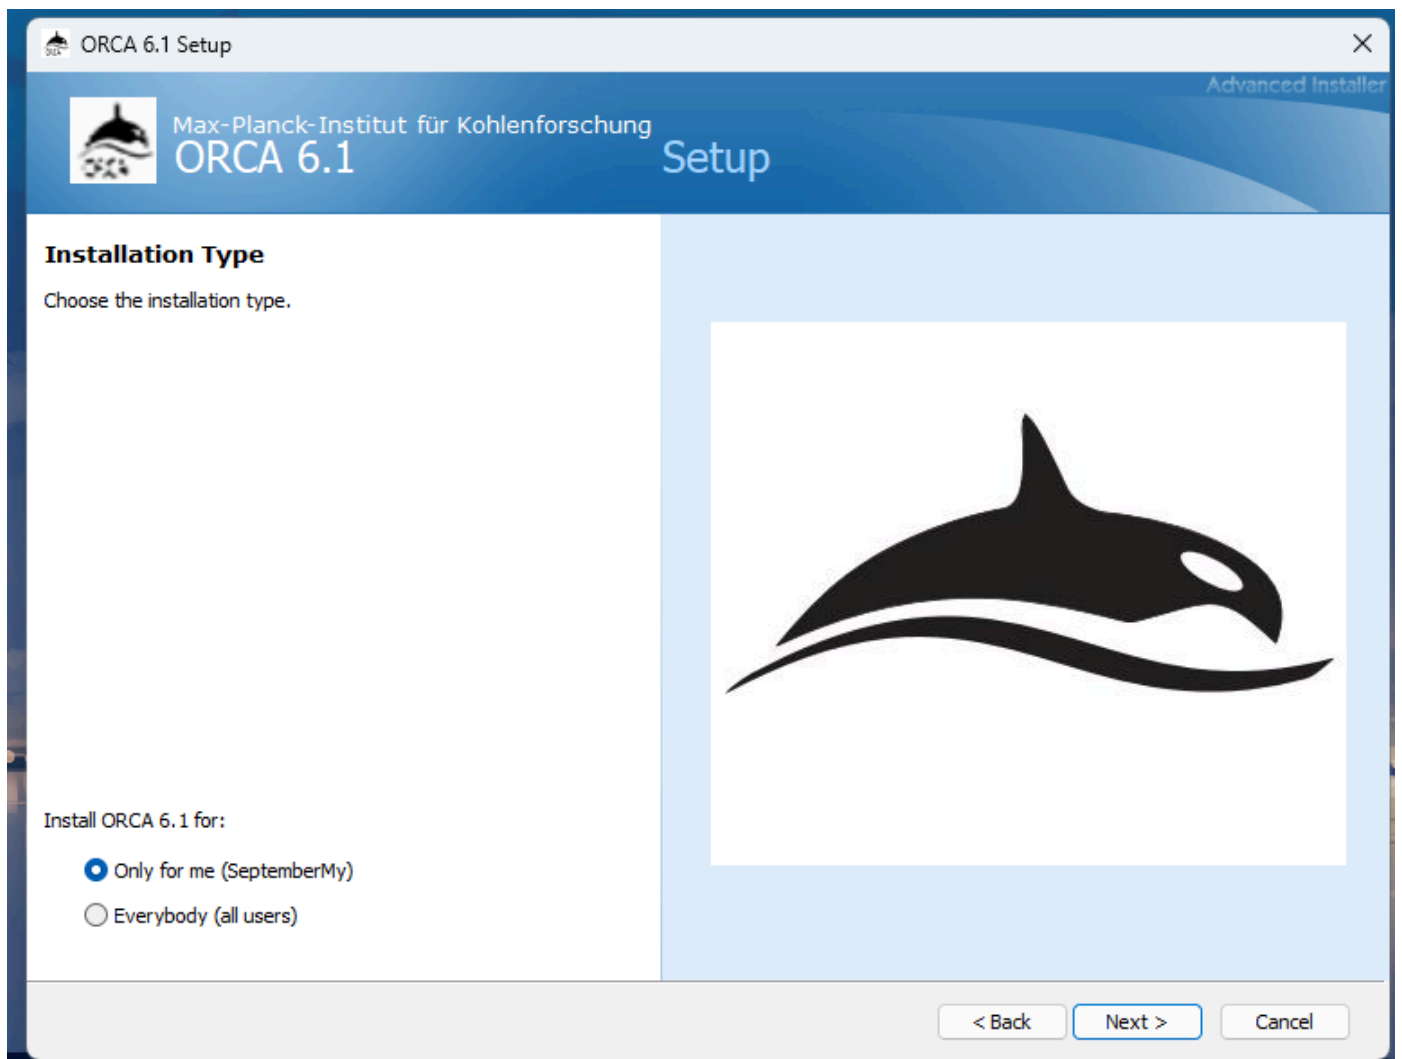 ORCA 6.1 Setup
Advanced Installer
Max-Planck-Institut für Kohlenforschung
ORCA 6.1 Setup
Installation Type
Choose the installation type.
Install ORCA 6.1 for:
Only for me (SeptemberMy)
Everybody (all users)
< Back Next > Cancel